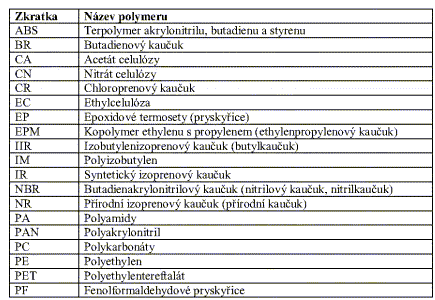 Zkratka Název polymeru
ABS Terpolymer akrylonitrilu, butadienu a styrenu
BR Butadienový kaučuk
CA Acetát celulózy
CN Nitrát celulózy
CR Chloroprenový kaučuk
EC Ethylcelulóza
EP Epoxidové termosety (pryskyřice)
EPM Kopolymer ethylenu s propylenem (ethylenpropylenový kaučuk)
IIR Izobutylenizoprenový kaučuk (butylkaučuk)
IM Polyizobutylen
IR Syntetický izoprenový kaučuk
NBR Butadienakrylonitrilový kaučuk (nitrilový kaučuk, nitrilkaučuk)
NR Přírodní izoprenový kaučuk (přírodní kaučuk)
PA Polyamidy
PAN Polyakrylonitril
PC Polykarbonáty
PE Polyethylen
PET Polyethylentereftalát
PF Fenolformaldehydové pryskyřice